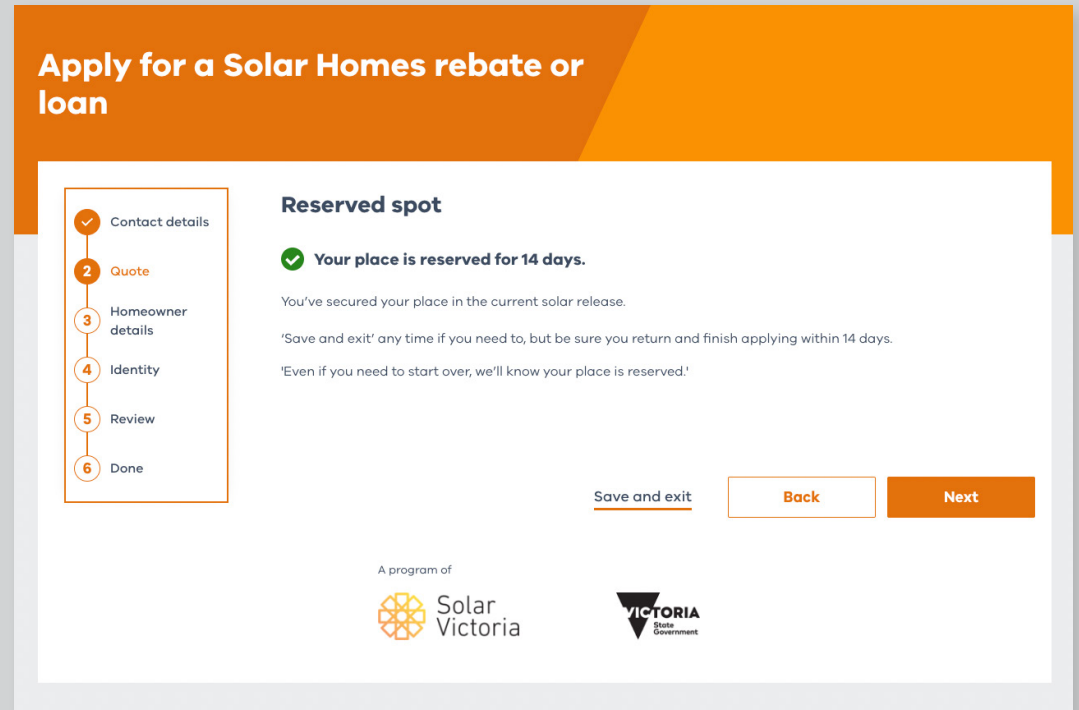 Apply for a Solar Homes rebate or
loan
Contact details
2 Quote
3 Homeowner
details
4 Identity
5 Review
6 Done
Reserved spot
Your place is reserved for 14 days.
You’ve secured your place in the current solar release.
‘Save and exit’ any time if you need to, but be sure you return and finish applying within 14 days.
'Even if you need to start over, we’ll know your place is reserved.'
Save and exit
Back
Next
A program of
Solar
Victoria
VICTORIA
State
Government